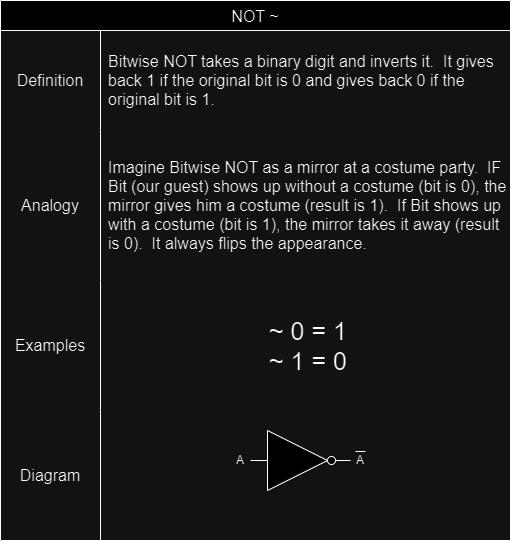 NOT ~
Definition
Bitwise NOT takes a binary digit and inverts it.  It gives
back 1 if the original bit is 0 and gives back 0 if the
original bit is 1.
Analogy
Imagine Bitwise NOT as a mirror at a costume party.  IF
Bit (our guest) shows up without a costume (bit is 0), the
mirror gives him a costume (result is 1).  If Bit shows up
with a costume (bit is 1), the mirror takes it away (result
is 0).  It always flips the appearance.
Examples
~ 0 = 1
~ 1 = 0
Diagram
A A̅